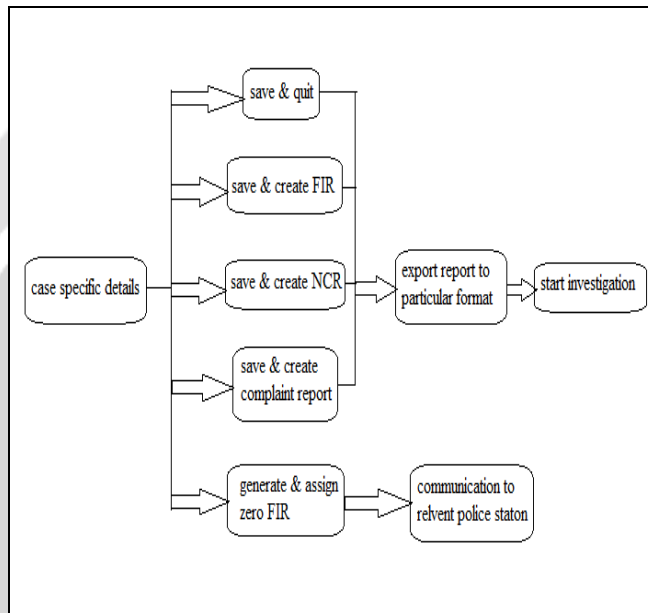 save & quit
save & create FIR
case specific details
save & create NCR
export report to
particular format
start investigation
save & create
complaint report
generate & assign
zero FIR
communication to
relvent police staton